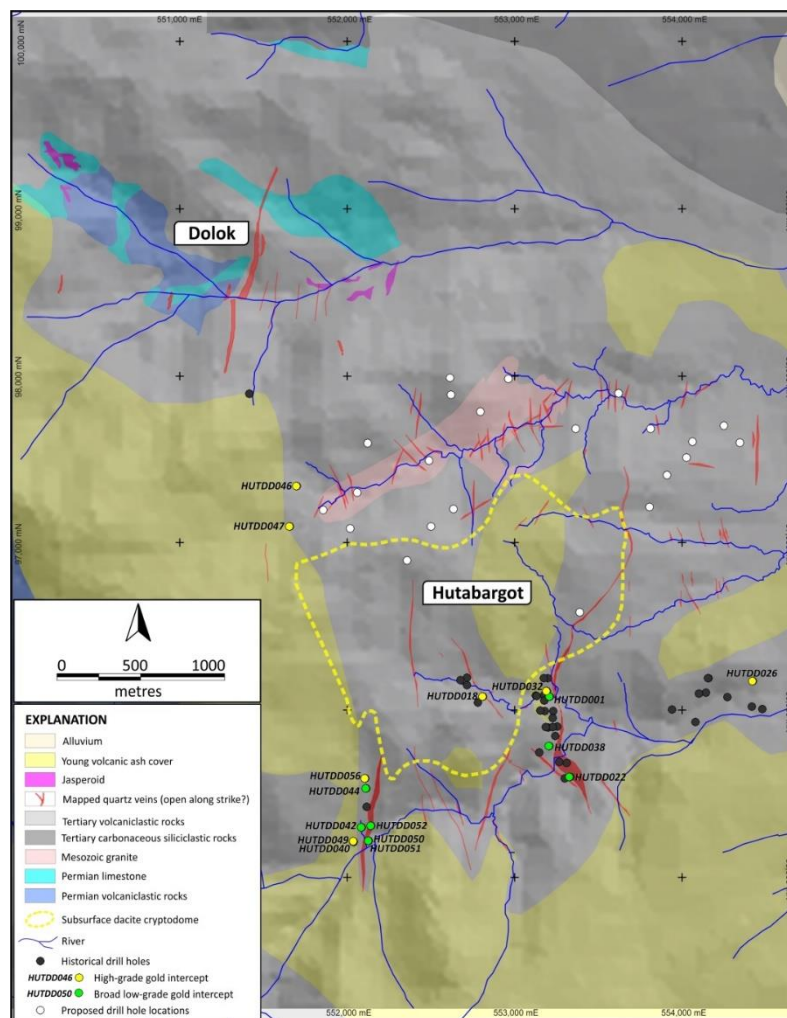 551,000 mE 552,000 mE 553,000 mE 554,000 mE
100,000 mN
99,000 mN
Dolok
98,000 mN
HUTDD046
HUTDD047
97,000 mN
Hutabargot
HUTDD026
HUTDD032
HUTDD018
HUTDD001
HUTDD038
HUTDD056
HUTDD022
HUTDD044
HUTDD042
HUTDD052
HUTDD049
HUTDD050
HUTDD040
HUTDD051
0 500 1000
metres
EXPLANATION
Alluvium
Young volcanic ash cover
Jasperoid
Mapped quartz veins (open along strike?)
Tertiary volcaniclastic rocks
Tertiary carbonaceous siliciclastic rocks
Mesozoic granite
Permian limestone
Permian volcaniclastic rocks
Subsurface dacite cryptodome
River
Historical drill holes
HUTDD046 High-grade gold intercept
HUTDD050 Broad low-grade gold intercept
Proposed drill hole locations
552,000 mE 553,000 mE 554,000 mE